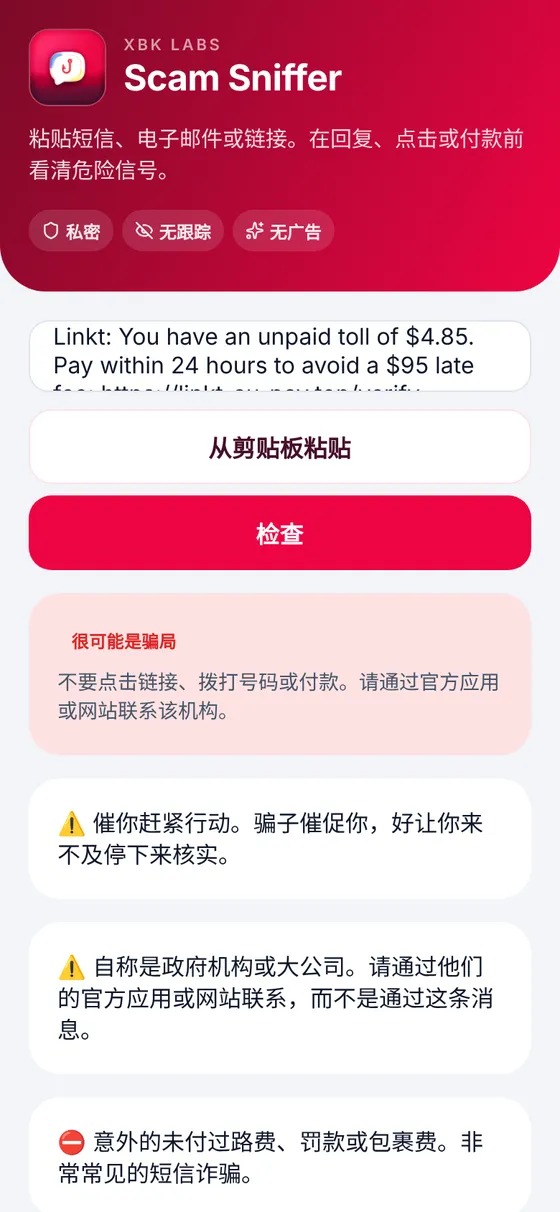 XBK LABS
Scam Sniffer
粘贴短信、电子邮件或链接。在回复、点击或付款前
看清危险信号。
私密
无跟踪
无广告
Linkt: You have an unpaid toll of $4.85.
Pay within 24 hours to avoid a $95 late
从剪贴板粘贴
检查
很可能是骗局
不要点击链接、拨打号码或付款。请通过官方应用
或网站联系该机构。
⚠️ 催你赶紧行动。骗子催促你，好让你来
不及停下来核实。
⚠️ 自称是政府机构或大公司。请通过他们
的官方应用或网站联系，而不是通过这条消
息。
⛔ 意外的未付过路费、罚款或包裹费。非
常常见的短信诈骗。